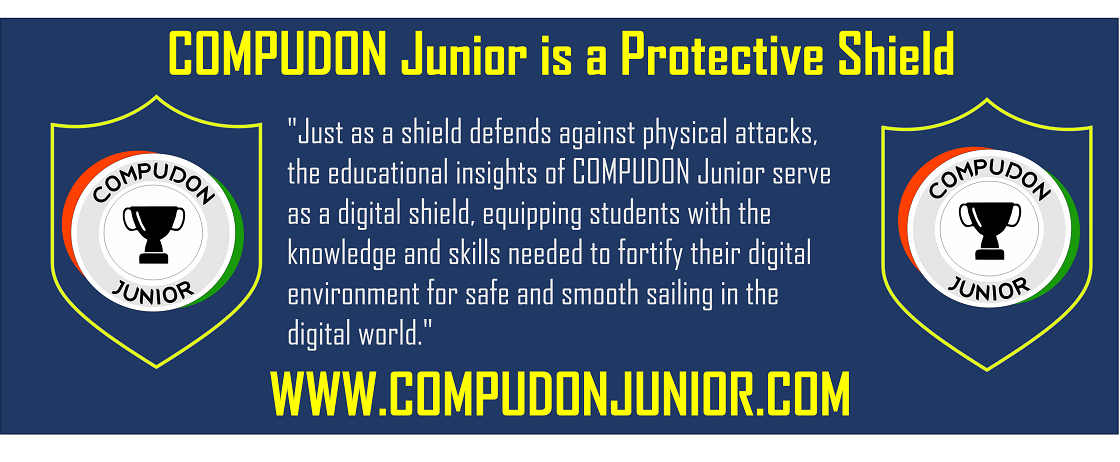 COMPUDON Junior is a Protective Shield
COMPUDON
JUNIOR
"Just as a shield defends against physical attacks,
the educational insights of COMPUDON Junior serve
as a digital shield, equipping students with the
knowledge and skills needed to fortify their digital
environment for safe and smooth sailing in the
digital world."
COMPUDON
JUNIOR
WWW.COMPUDONJUNIOR.COM